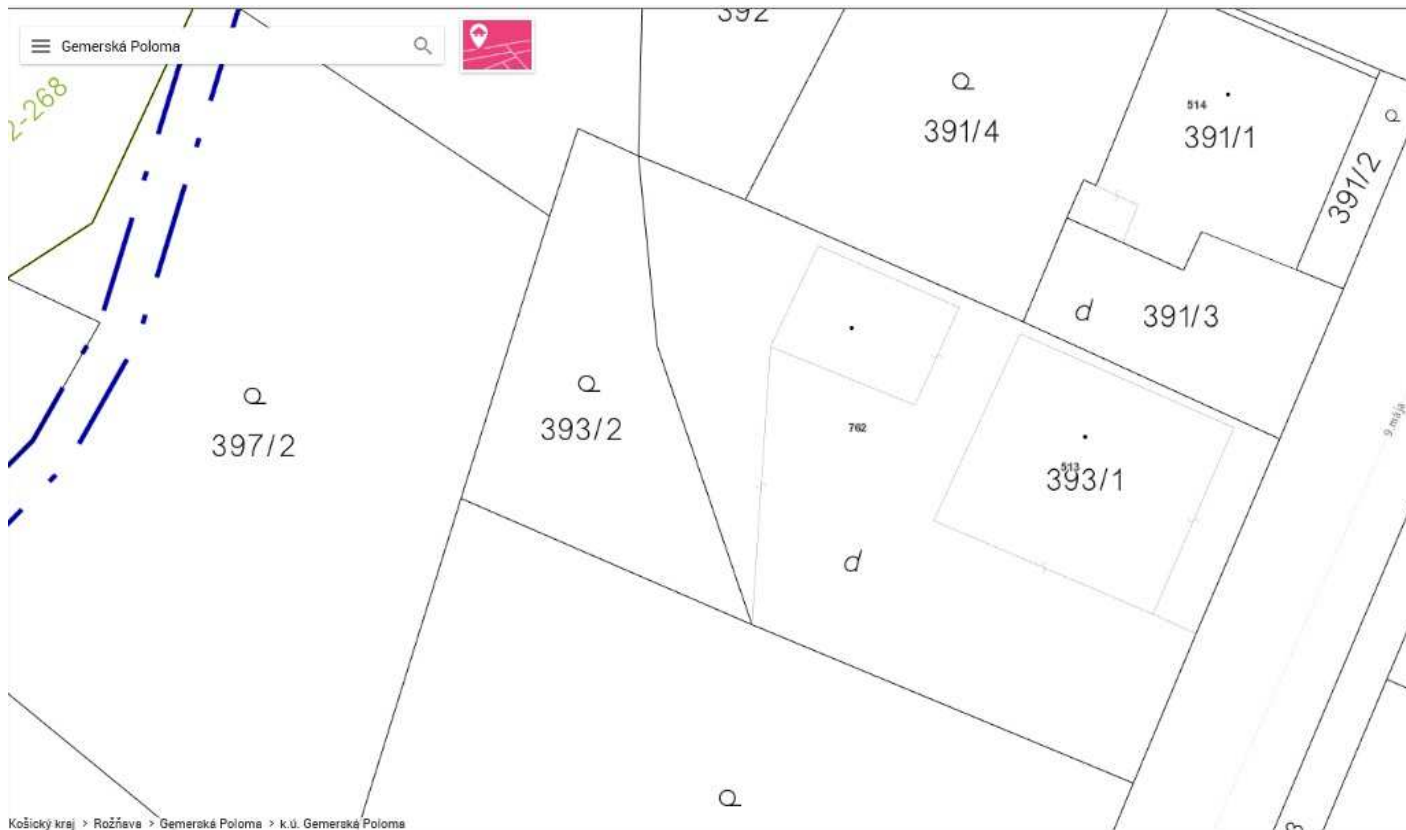 392
Gemerská Poloma
2-268
391/4
514
391/1
391/2
d
391/3
397/2
393/2
762
513
393/1
9.mája
d
Košický kraj > Rožňava > Gemerská Poloma > k.ú. Gemerská Poloma